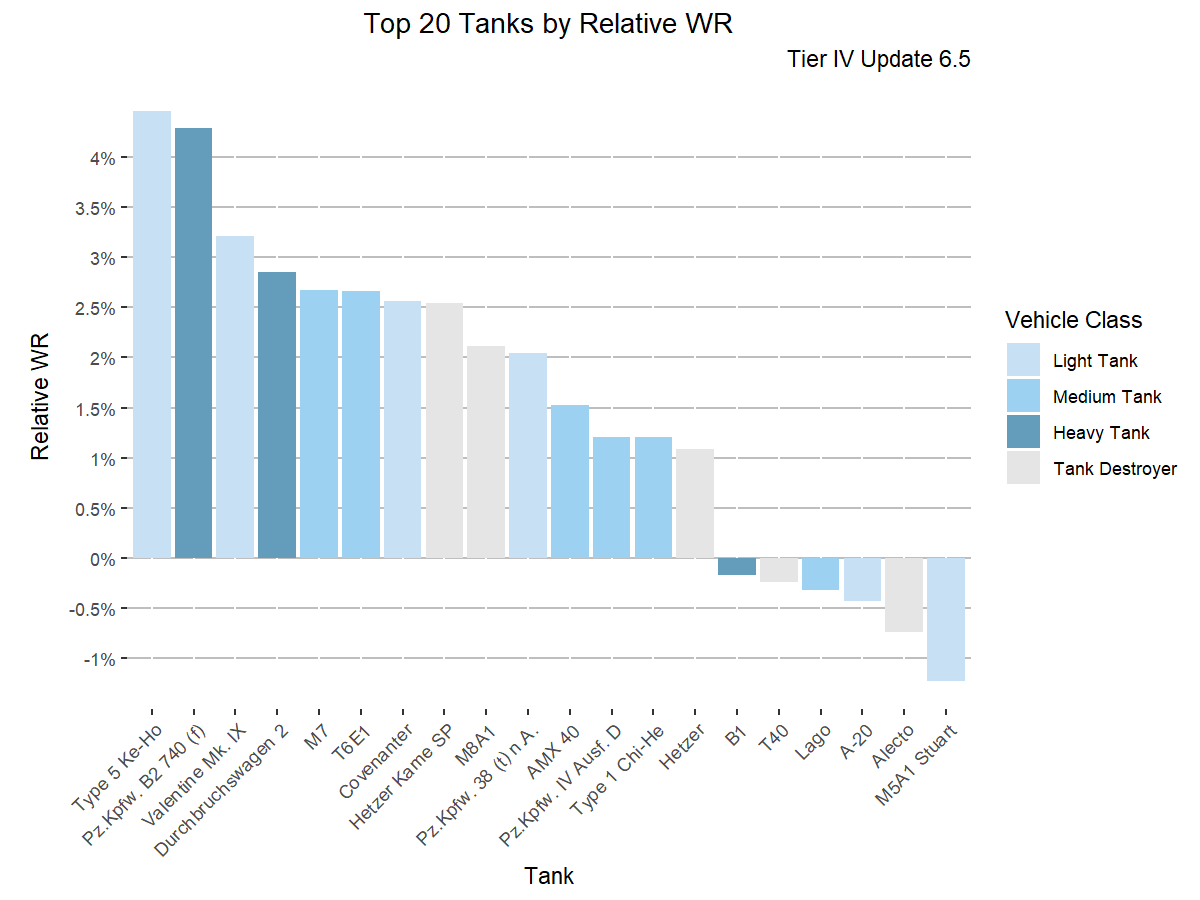 Top 20 Tanks by Relative WR
Tier IV Update 6.5
4%
3.5%
3%
2.5%
2%
1.5%
1%
0.5%
0%
-0.5%
-1%
Relative WR
Type 5 Ke-Ho
Pz.Kpfw. B2 740 (f)
Valentine Mk. IX
Durchbruchswagen 2
M7
T6E1
Covenanter
Hetzer Kame SP
M8A1
Pz.Kpfw. 38 (t) n A.
AMX 40
Pz.Kpfw. IV Ausf. D
Type 1 Chi-He
Hetzer
B1
T40
Lago
A-20
Alecto
M5A1 Stuart
Tank
Vehicle Class
Light Tank
Medium Tank
Heavy Tank
Tank Destroyer